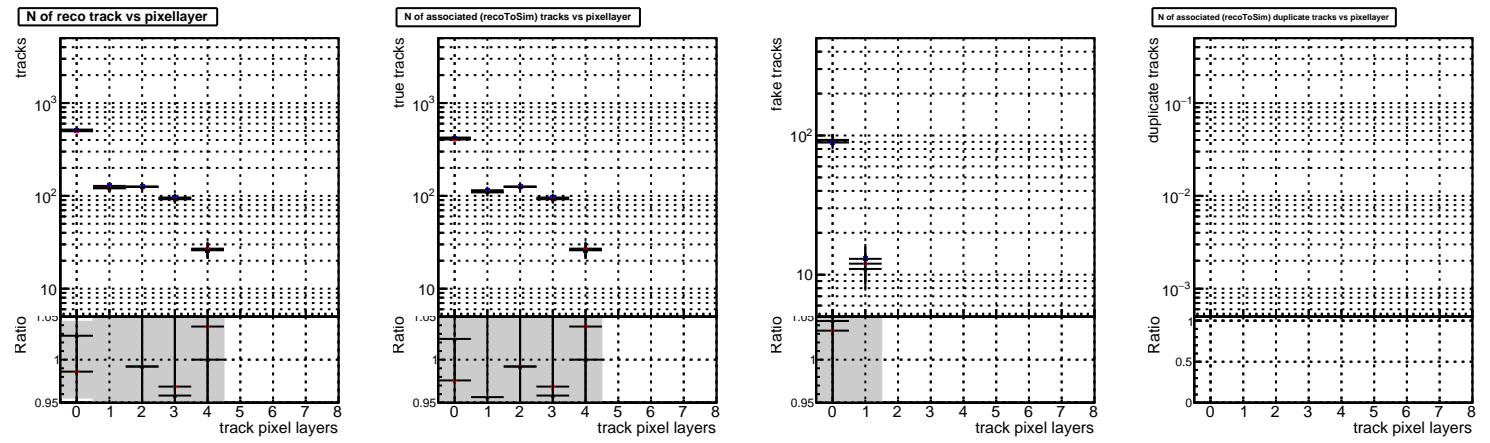 N of reco track vs pixellayer
tracks
10³
10²
10
Ratio
1.05
1
0.95
0 1 2 3 4 5 6 7 8
track pixel layers
N of associated (recoToSim) tracks vs pixellayer
true tracks
10³
10²
10
Ratio
1.05
1
0.95
0 1 2 3 4 5 6 7 8
track pixel layers
fake tracks
10²
10
Ratio
1.05
1
0.95
0 1 2 3 4 5 6 7 8
track pixel layers
N of associated (recoToSim) duplicate tracks vs pixellayer
duplicate tracks
10⁻¹
10⁻²
10⁻³
Ratio
1
0.5
0
0 1 2 3 4 5 6 7 8
track pixel layers